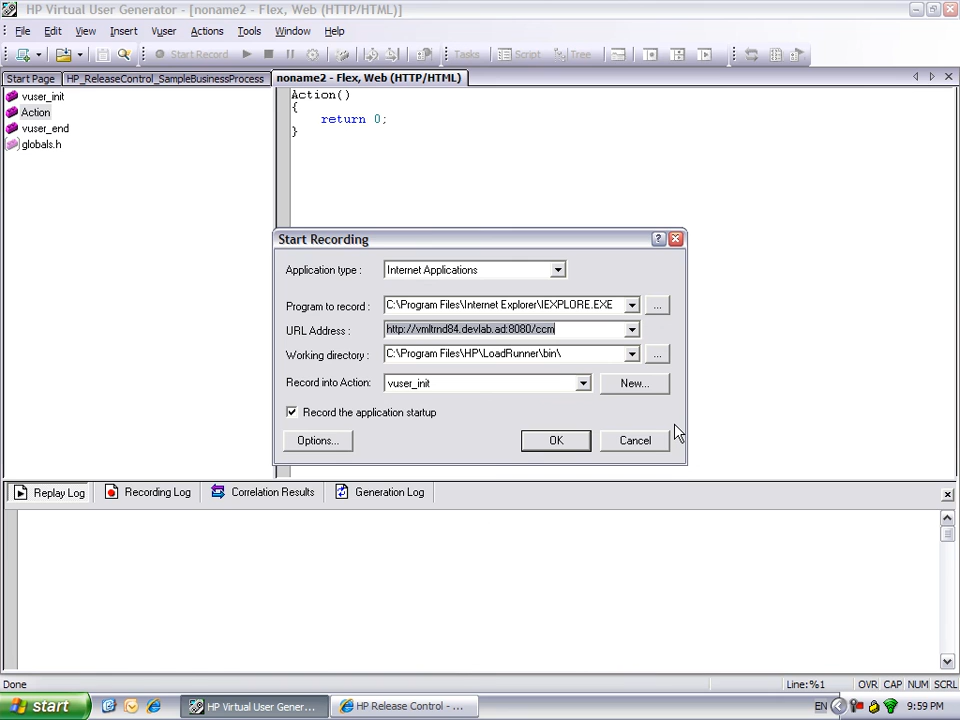 HP Virtual User Generator - [noname2 - Flex, Web (HTTP/HTML)]
File Edit View Insert Vuser Actions Tools Window Help
Start Record Tasks Script Tree
Start Page HP_ReleaseControl_SampleBusinessProcess noname2 - Flex, Web (HTTP/HTML)
vuser_init
Action
vuser_end
globals.h
Action()
{
return 0;
}
Start Recording
Application type : Internet Applications
Program to record : C:\Program Files\Internet Explorer\IEXPLORE.EXE ...
URL Address : http://vmltrnd84.devlab.ad:8080/ccm
Working directory : C:\Program Files\HP\LoadRunner\bin\ ...
Record into Action: vuser_init New...
Record the application startup
Options... OK Cancel
Replay Log Recording Log Correlation Results Generation Log
Done Line:%1 OVR CAP NUM SCRL
start HP Virtual User Gener... HP Release Control - ... EN 9:59 PM